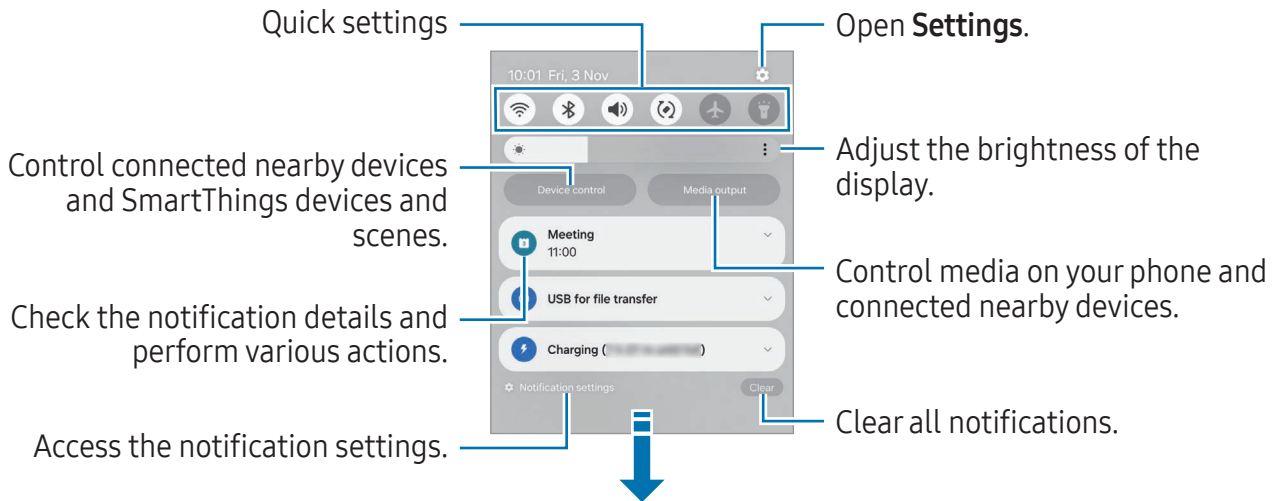 Quick settings
Open Settings.
10:01 Fri, 3 Nov
Control connected nearby devices
and SmartThings devices and
scenes.
Adjust the brightness of the
display.
Device control
Media output
Meeting
11:00
Control media on your phone and
connected nearby devices.
USB for file transfer
Check the notification details and
perform various actions.
Charging ( )
Notification settings
Clear
Access the notification settings.
Clear all notifications.